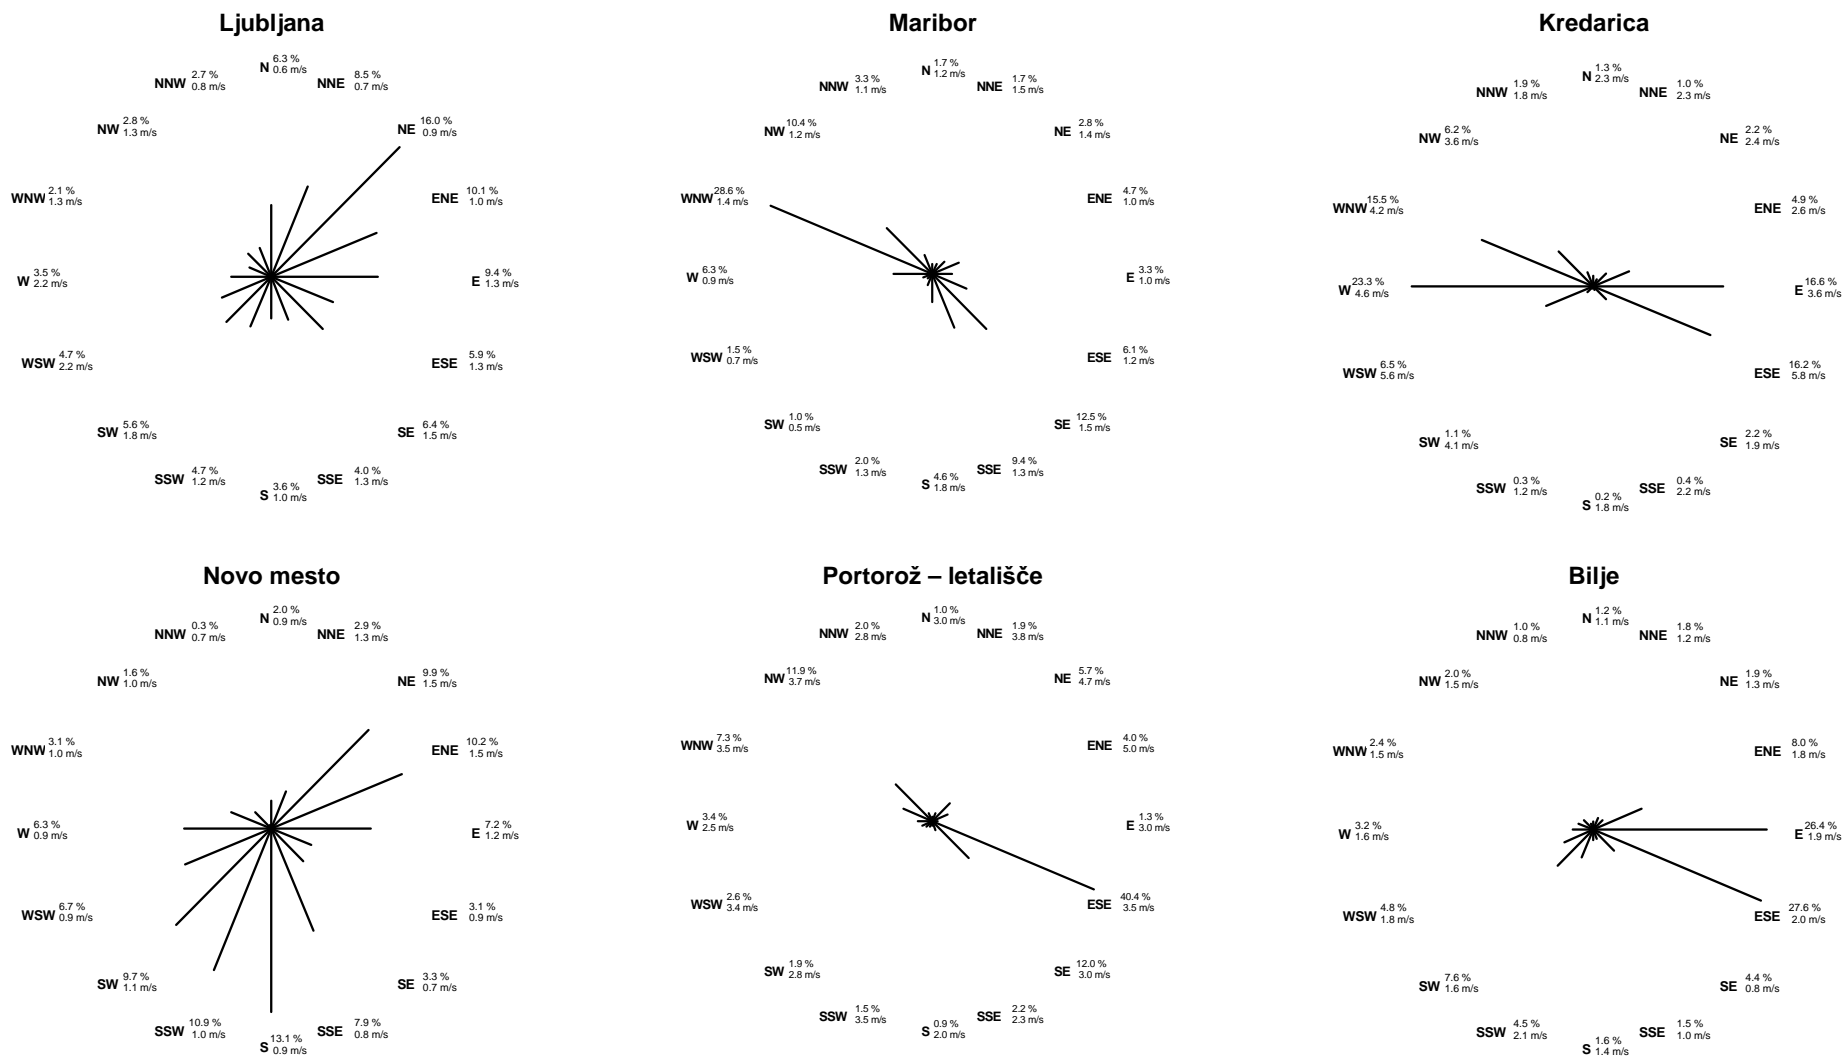 Ljubljana
N 6.3 %
0.6 m/s
NNE 8.5 %
0.7 m/s
NE 16.0 %
0.9 m/s
ENE 10.1 %
1.0 m/s
E 9.4 %
1.3 m/s
ESE 5.9 %
1.3 m/s
SE 6.4 %
1.5 m/s
SSE 4.0 %
1.3 m/s
S 3.6 %
1.0 m/s
SSW 4.7 %
1.2 m/s
SW 5.6 %
1.8 m/s
WSW 4.7 %
2.2 m/s
W 3.5 %
2.2 m/s
WNW 2.1 %
1.3 m/s
NW 2.8 %
1.3 m/s
NNW 2.7 %
0.8 m/s
Maribor
N 1.7 %
1.2 m/s
NNE 1.7 %
1.5 m/s
NE 2.8 %
1.4 m/s
ENE 4.7 %
1.0 m/s
E 3.3 %
1.0 m/s
ESE 6.1 %
1.2 m/s
SE 12.5 %
1.5 m/s
SSE 9.4 %
1.3 m/s
S 4.6 %
1.8 m/s
SSW 2.0 %
1.3 m/s
SW 1.0 %
0.5 m/s
WSW 1.5 %
0.7 m/s
W 6.3 %
0.9 m/s
WNW 28.6 %
1.4 m/s
NW 10.4 %
1.2 m/s
NNW 3.3 %
1.1 m/s
Kredarica
N 1.3 %
2.3 m/s
NNE 1.0 %
2.3 m/s
NE 2.2 %
2.4 m/s
ENE 4.9 %
2.6 m/s
E 16.6 %
3.6 m/s
ESE 16.2 %
5.8 m/s
SE 2.2 %
1.9 m/s
SSE 0.4 %
2.2 m/s
S 0.2 %
1.8 m/s
SSW 0.3 %
1.2 m/s
SW 1.1 %
4.1 m/s
WSW 6.5 %
5.6 m/s
W 23.3 %
4.6 m/s
WNW 15.5 %
4.2 m/s
NW 6.2 %
3.6 m/s
NNW 1.9 %
1.8 m/s
Novo mesto
N 2.0 %
0.9 m/s
NNE 2.9 %
1.3 m/s
NE 9.9 %
1.5 m/s
ENE 10.2 %
1.5 m/s
E 7.2 %
1.2 m/s
ESE 3.1 %
0.9 m/s
SE 3.3 %
0.7 m/s
SSE 7.9 %
0.8 m/s
S 13.1 %
0.9 m/s
SSW 10.9 %
1.0 m/s
SW 9.7 %
1.1 m/s
WSW 6.7 %
0.9 m/s
W 6.3 %
0.9 m/s
WNW 3.1 %
1.0 m/s
NW 1.6 %
1.0 m/s
NNW 0.3 %
0.7 m/s
Portorož – letališče
N 1.0 %
3.0 m/s
NNE 1.9 %
3.8 m/s
NE 5.7 %
4.7 m/s
ENE 4.0 %
5.0 m/s
E 1.3 %
3.0 m/s
ESE 40.4 %
3.5 m/s
SE 12.0 %
3.0 m/s
SSE 2.2 %
2.3 m/s
S 0.9 %
2.0 m/s
SSW 1.5 %
3.5 m/s
SW 1.9 %
2.8 m/s
WSW 2.6 %
3.4 m/s
W 3.4 %
2.5 m/s
WNW 7.3 %
3.5 m/s
NW 11.9 %
3.7 m/s
NNW 2.0 %
2.8 m/s
Bilje
N 1.2 %
1.1 m/s
NNE 1.8 %
1.2 m/s
NE 1.9 %
1.3 m/s
ENE 8.0 %
1.8 m/s
E 26.4 %
1.9 m/s
ESE 27.6 %
2.0 m/s
SE 4.4 %
0.8 m/s
SSE 1.5 %
1.0 m/s
S 1.6 %
1.4 m/s
SSW 4.5 %
2.1 m/s
SW 7.6 %
1.6 m/s
WSW 4.8 %
1.8 m/s
W 3.2 %
1.6 m/s
WNW 2.4 %
1.5 m/s
NW 2.0 %
1.5 m/s
NNW 1.0 %
0.8 m/s